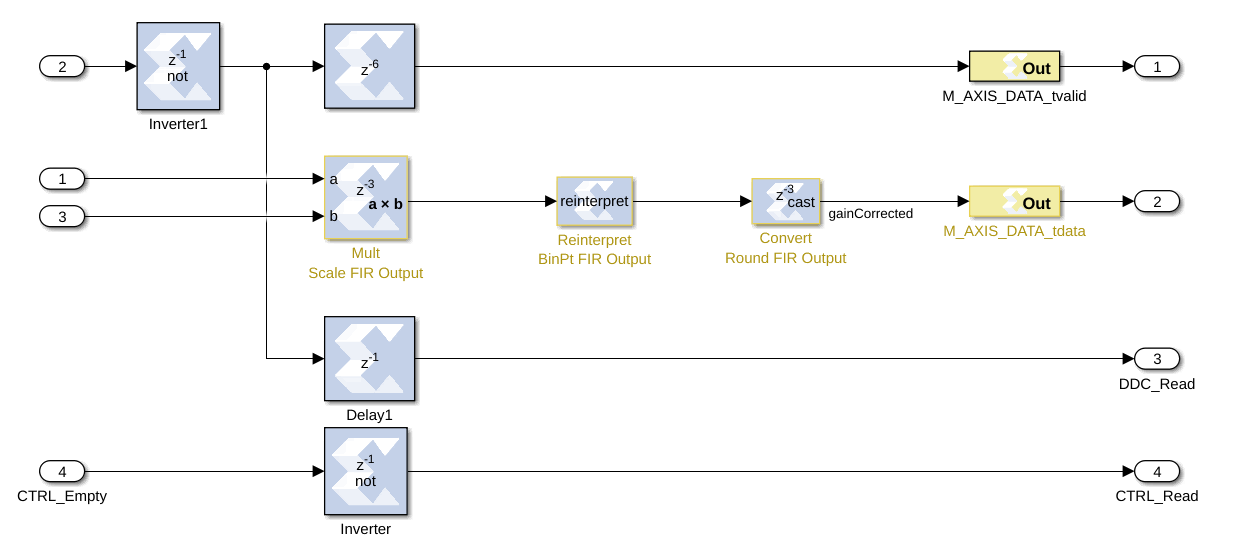 2
z-1
not
Inverter1
z-6
Out
M_AXIS_DATA_tvalid
1
1
3
a
b
z-3
a × b
Mult
Scale FIR Output
reinterpret
Reinterpret
BinPt FIR Output
z-3
cast
Convert
Round FIR Output
gainCorrected
Out
M_AXIS_DATA_tdata
2
z-1
Delay1
3
DDC_Read
4
CTRL_Empty
z-1
not
Inverter
4
CTRL_Read